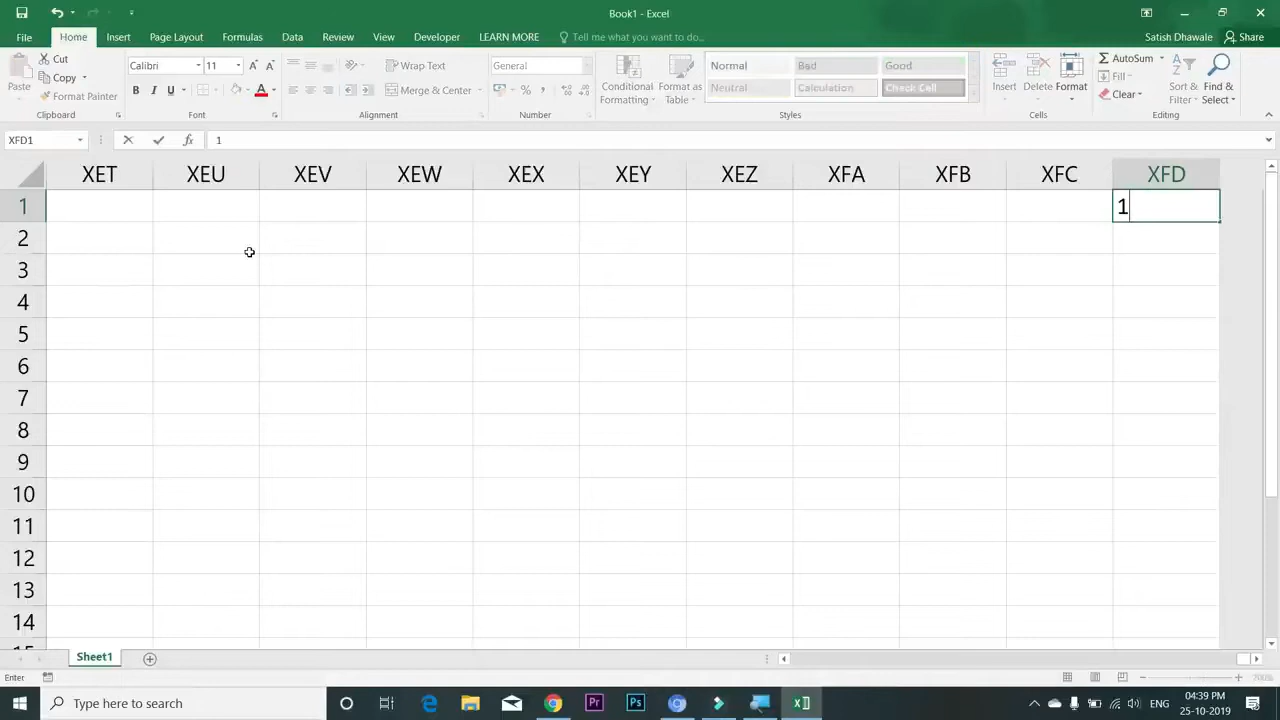 Book1 - Excel
File Home Insert Page Layout Formulas Data Review View Developer LEARN MORE Tell me what you want to do... Satish Dhawale Share
Paste
Cut
Copy
Format Painter
Clipboard
Calibri 11
B I U
Font
Wrap Text
Merge & Center
Alignment
General
%
Number
Conditional Formatting
Format as Table
Normal Bad Good
Neutral Calculation Check Cell
Styles
Insert Delete Format
Cells
AutoSum
Fill
Clear
Sort & Filter
Find & Select
Editing
XFD1 fx 1
XET XEU XEV XEW XEX XEY XEZ XFA XFB XFC XFD
1 1
2
3
4
5
6
7
8
9
10
11
12
13
14
Sheet1
Enter
Type here to search
ENG
04:39 PM
25-10-2019